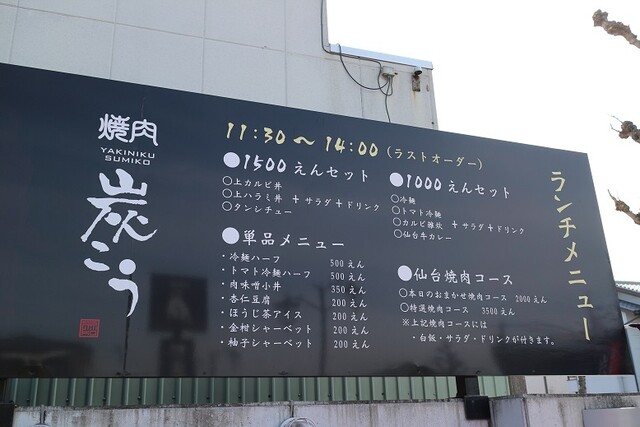 焼肉
YAKINIKU
SUMIKO
炭こう
11:30 〜 14:00 (ラストオーダー)
●1500 えんセット
○上カルビ丼
○上ハラミ丼 + サラダ + ドリンク
○タンシチュー
●1000 えんセット
○冷麺
○トマト冷麺
○カルビ雑炊 + サラダ + ドリンク
○仙台牛カレー
●単品メニュー
・冷麺ハーフ 500 えん
・トマト冷麺ハーフ 500 えん
・肉味噌小丼 350 えん
・杏仁豆腐 200 えん
・ほうじ茶アイス 200 えん
・金柑シャーベット 200 えん
・柚子シャーベット 200 えん
●仙台焼肉コース
○本日のおまかせ焼肉コース 2000 えん
○特選焼肉コース 3500 えん
※上記焼肉コースには
・白飯・サラダ・ドリンクが付きます。
ランチメニュー